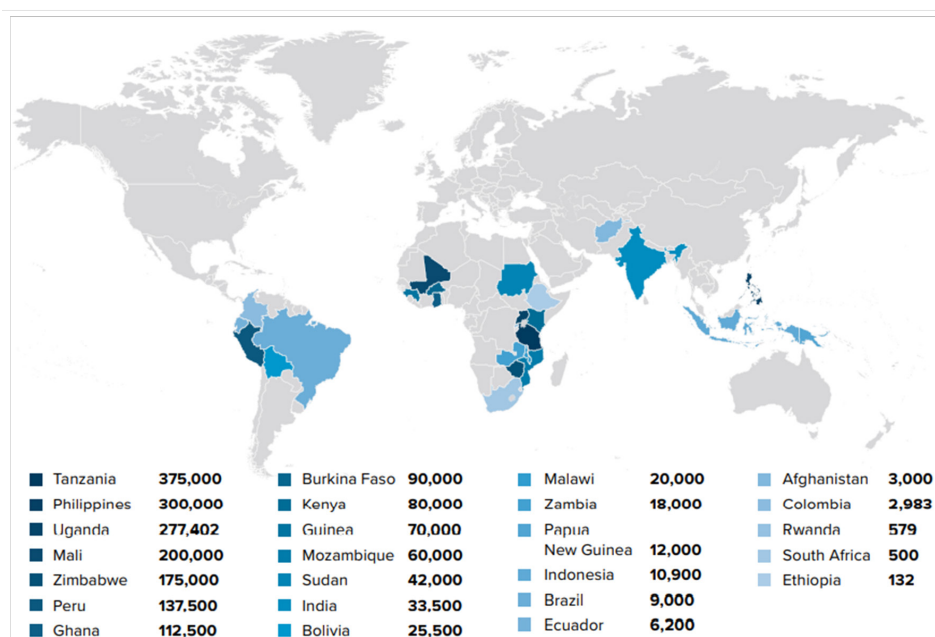 Tanzania 375,000
Philippines 300,000
Uganda 277,402
Mali 200,000
Zimbabwe 175,000
Peru 137,500
Ghana 112,500
Burkina Faso 90,000
Kenya 80,000
Guinea 70,000
Mozambique 60,000
Sudan 42,000
India 33,500
Bolivia 25,500
Malawi 20,000
Zambia 18,000
Papua
New Guinea 12,000
Indonesia 10,900
Brazil 9,000
Ecuador 6,200
Afghanistan 3,000
Colombia 2,983
Rwanda 579
South Africa 500
Ethiopia 132